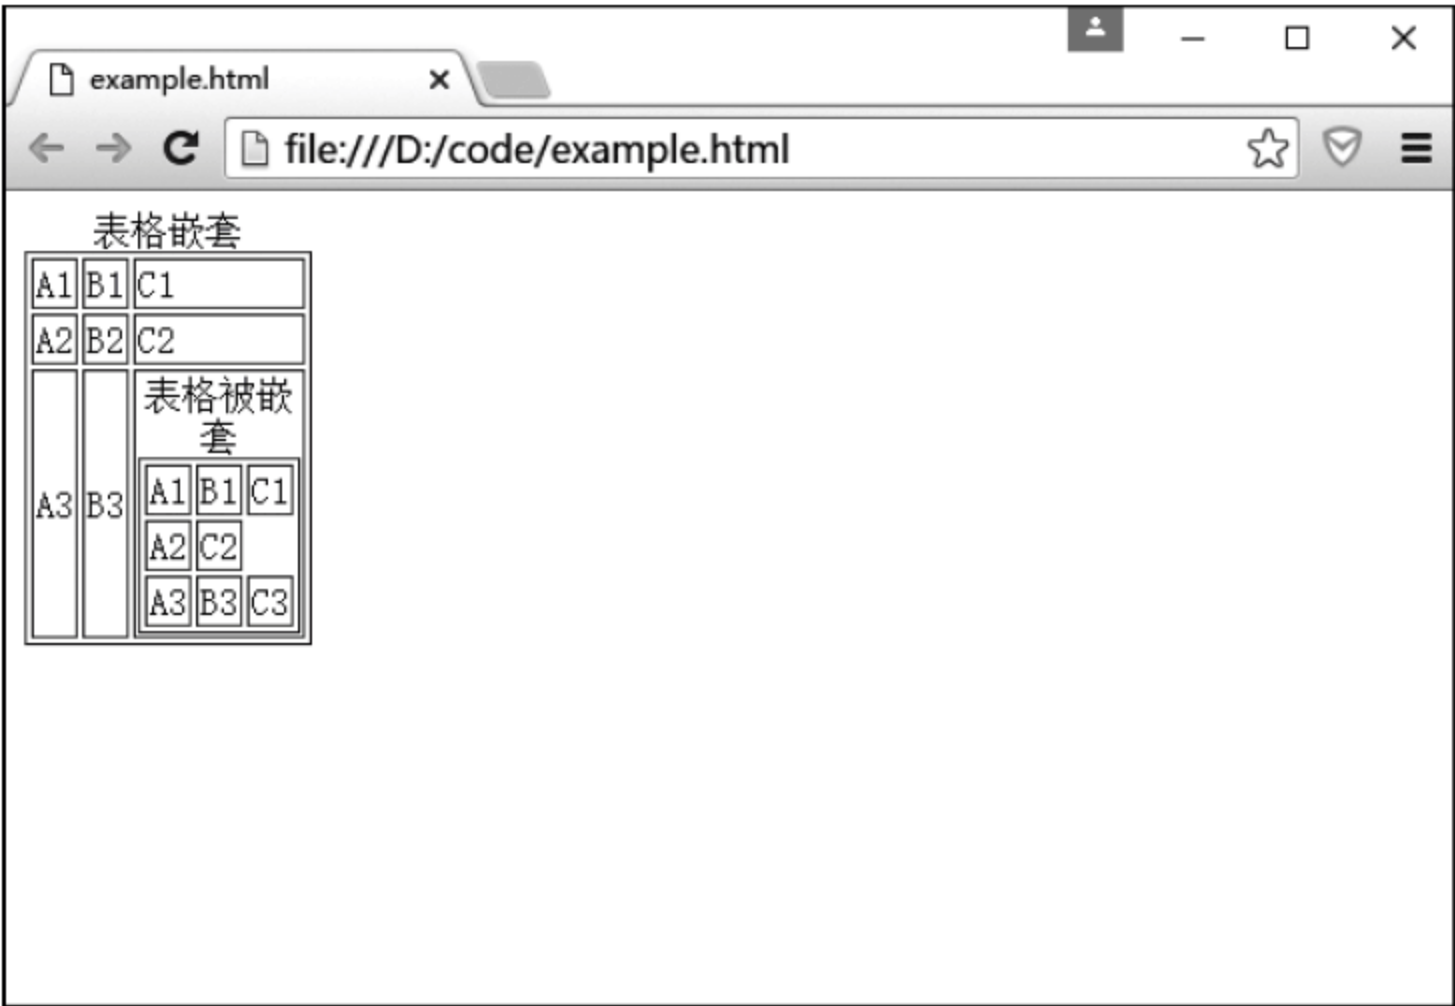 example.html
file:///D:/code/example.html
表格嵌套
A1 B1 C1
A2 B2 C2
A3 B3
表格被嵌
套
A1 B1 C1
A2 C2
A3 B3 C3